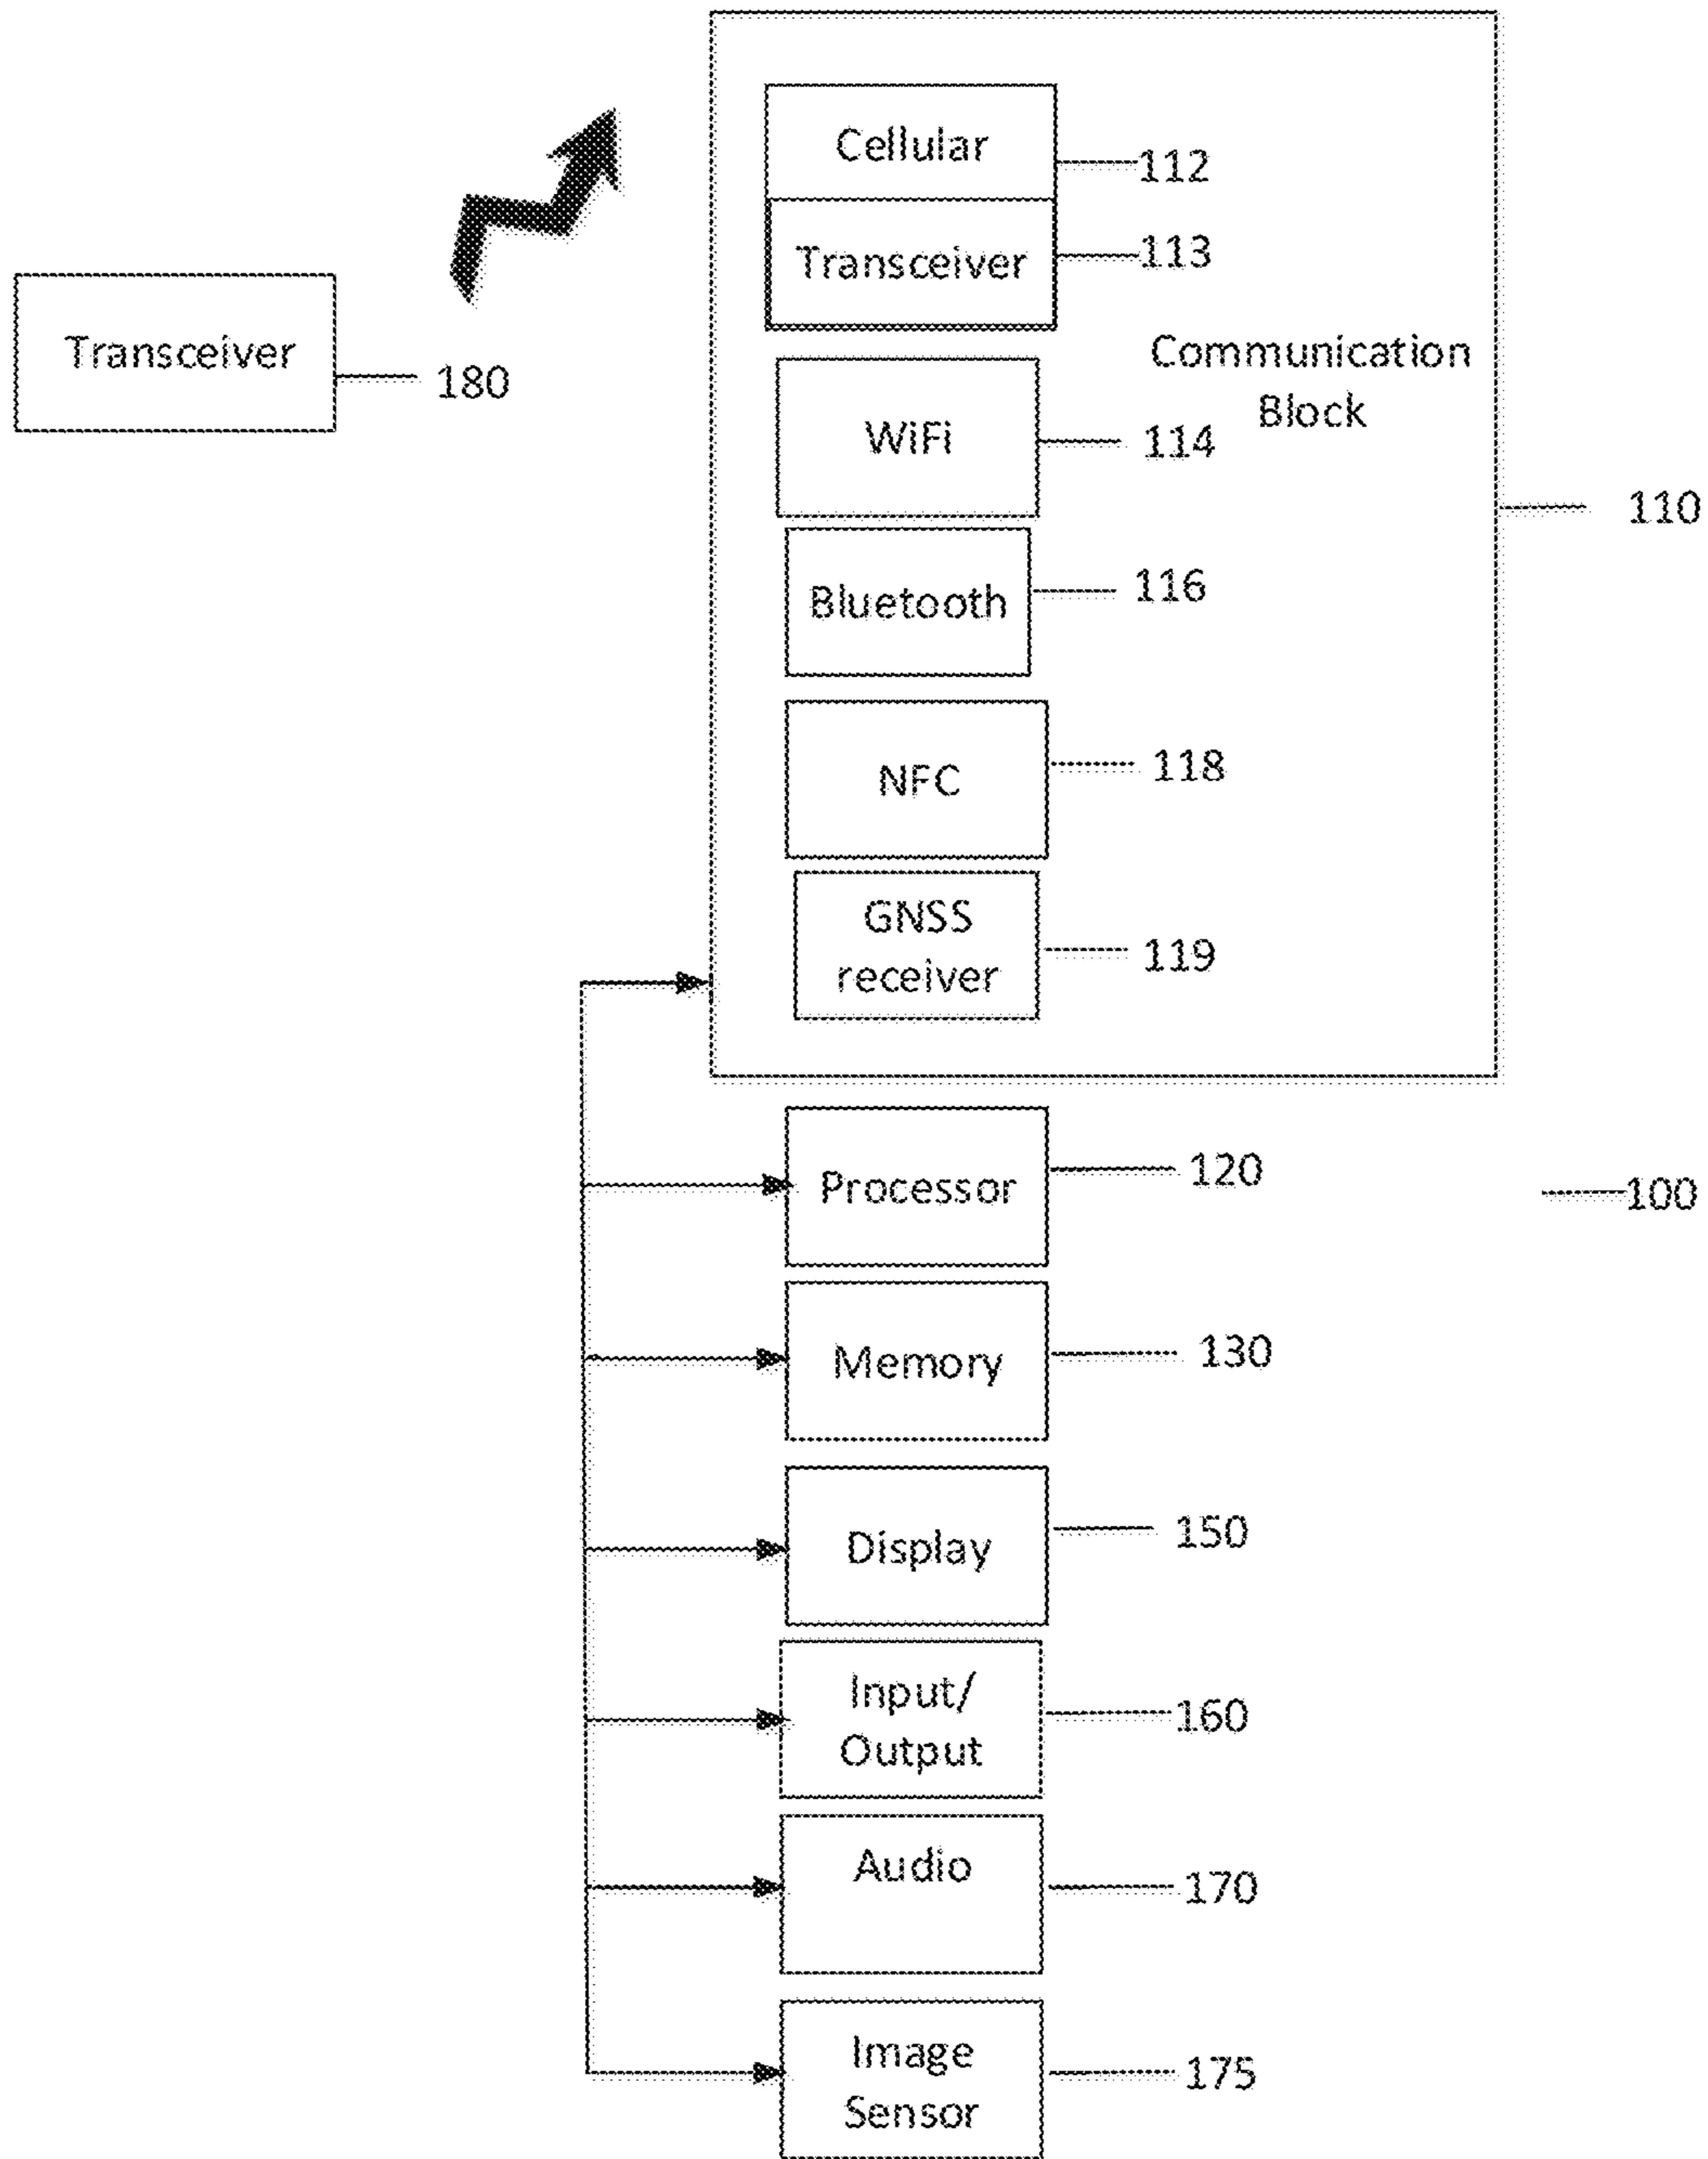 Cellular
112
Transceiver
113
Transceiver
180
Communication
Block
WiFi
114
110
Bluetooth
116
NFC
118
GNSS
receiver
119
Processor
120
100
Memory
130
Display
150
Input/
Output
160
Audio
170
Image
Sensor
175